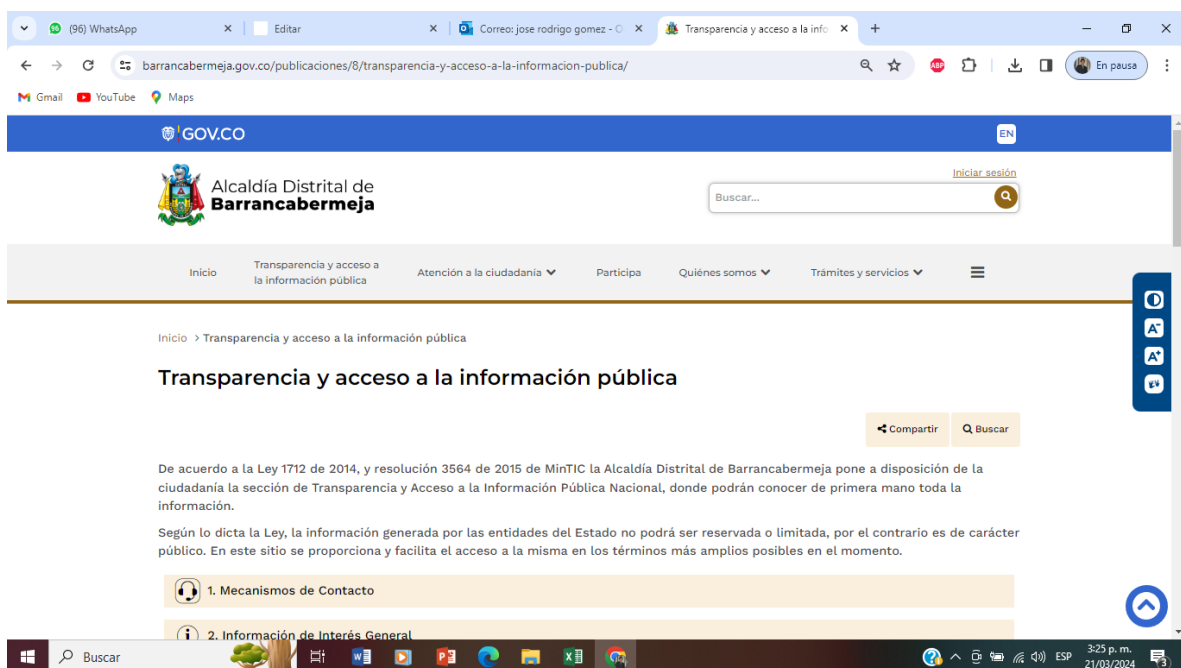 (96) WhatsApp
Editar
Correo: jose rodrigo gomez - O
Transparencia y acceso a la info
barrancabermeja.gov.co/publicaciones/8/transparencia-y-acceso-a-la-informacion-publica/
ABP
En pausa
Gmail
YouTube
Maps
GOV.CO
EN
Alcaldía Distrital de
Barrancabermeja
Iniciar sesión
Buscar...
Inicio
Transparencia y acceso a
la información pública
Atención a la ciudadanía
Participa
Quiénes somos
Trámites y servicios
A-
A+
Inicio > Transparencia y acceso a la información pública
Transparencia y acceso a la información pública
Compartir
Buscar
De acuerdo a la Ley 1712 de 2014, y resolución 3564 de 2015 de MinTIC la Alcaldía Distrital de Barrancabermeja pone a disposición de la
ciudadanía la sección de Transparencia y Acceso a la Información Pública Nacional, donde podrán conocer de primera mano toda la
información.
Según lo dicta la Ley, la información generada por las entidades del Estado no podrá ser reservada o limitada, por el contrario es de carácter
público. En este sitio se proporciona y facilita el acceso a la misma en los términos más amplios posibles en el momento.
1. Mecanismos de Contacto
2. Información de Interés General
Buscar
ESP
3:25 p. m.
21/03/2024
3